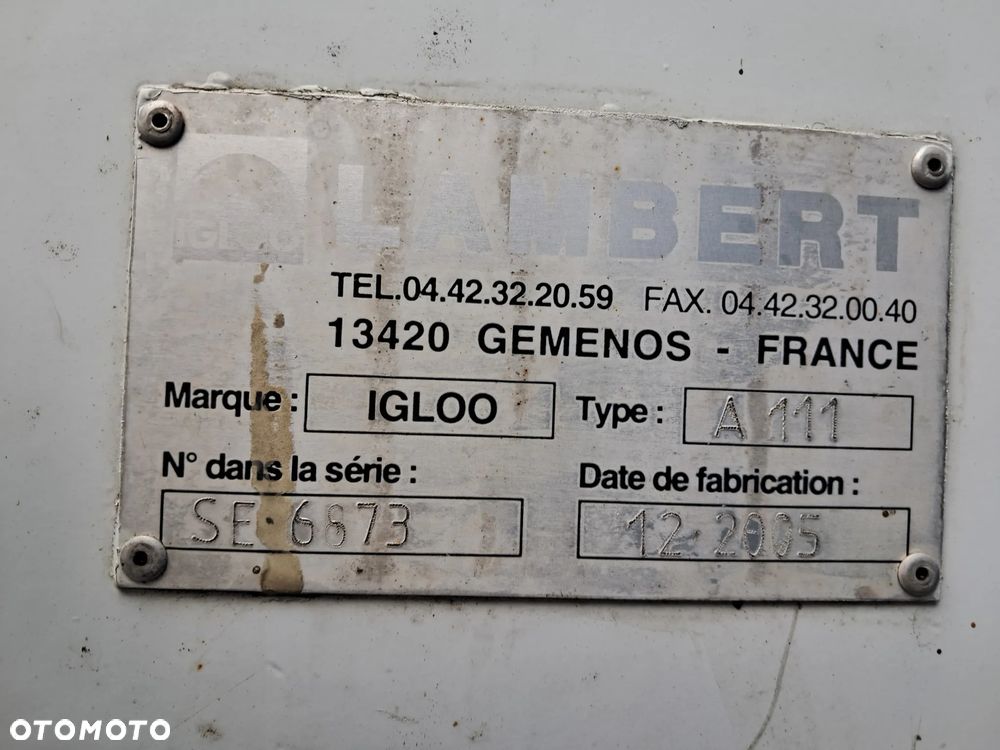 IGLOO
LAMBERT
TEL.04.42.32.20.59 FAX. 04.42.32.00.40
13420 GEMENOS - FRANCE
Marque : IGLOO Type : A 111
N° dans la série : Date de fabrication :
SE 6873 12 2005
OTOMOTO